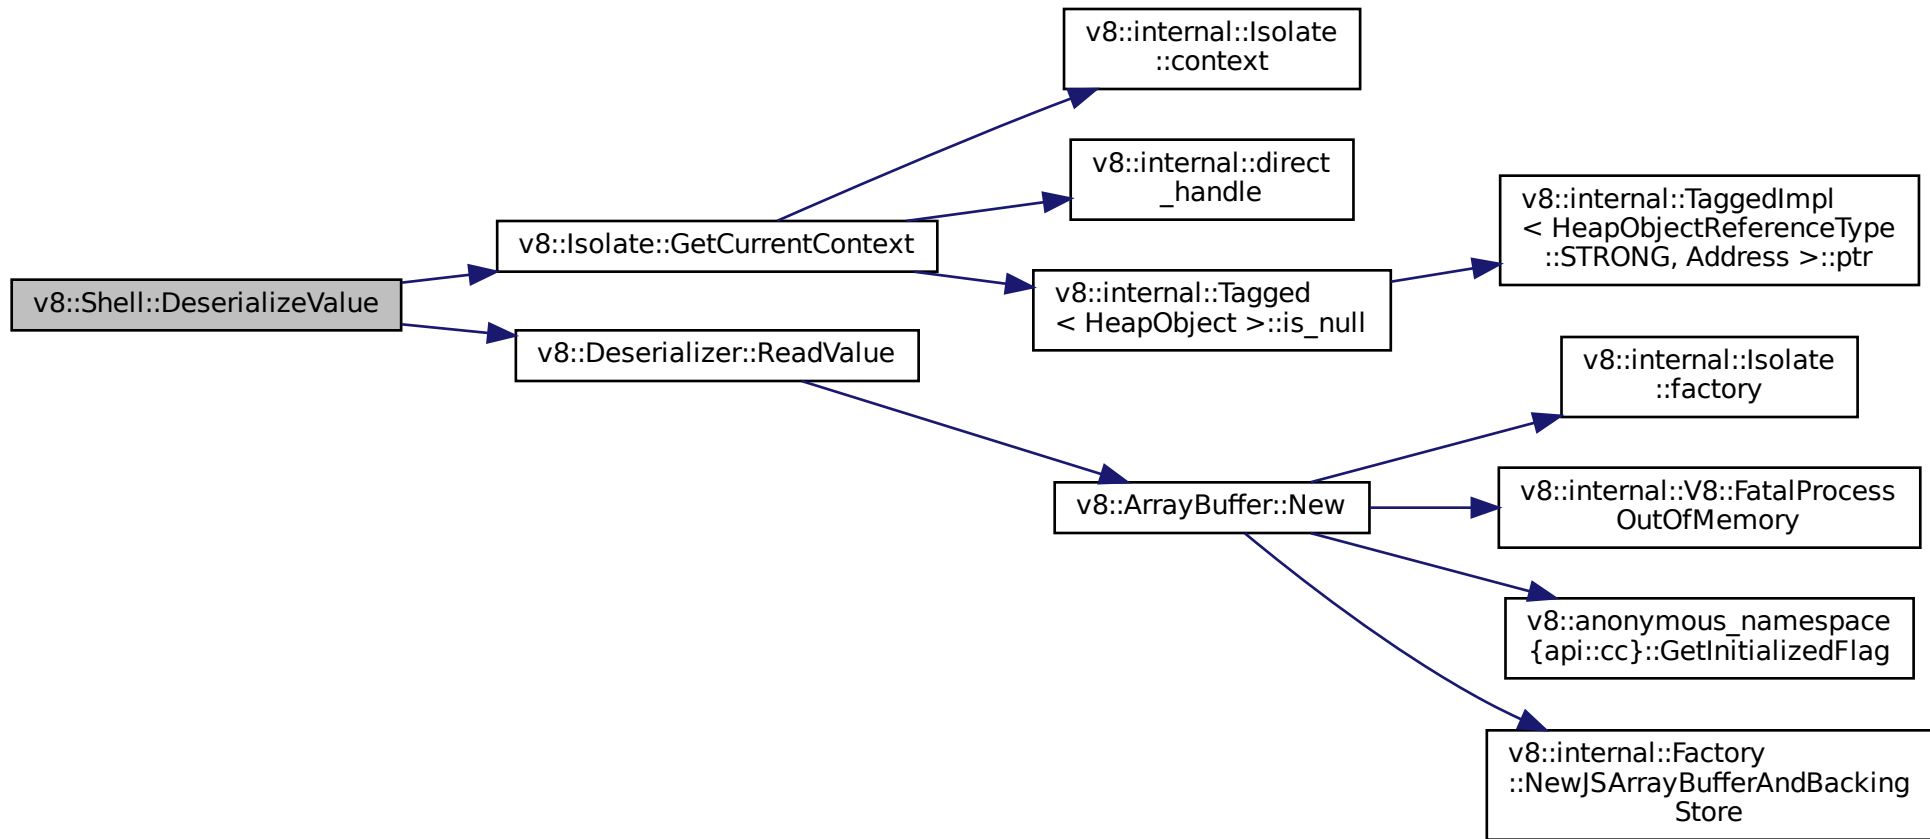 v8::Shell::DeserializeValue
v8::Isolate::GetCurrentContext
v8::Deserializer::ReadValue
v8::internal::Isolate
::context
v8::internal::direct
_handle
v8::internal::Tagged
< HeapObject >::is_null
v8::ArrayBuffer::New
v8::internal::TaggedImpl
< HeapObjectReferenceType
::STRONG, Address >::ptr
v8::internal::Isolate
::factory
v8::internal::V8::FatalProcess
OutOfMemory
v8::anonymous_namespace
{api::cc}::GetInitializedFlag
v8::internal::Factory
::NewJSArrayBufferAndBacking
Store